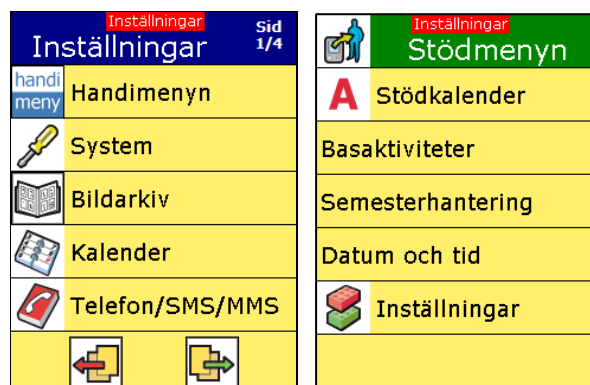 Inställningar
Inställningar
Sid
1/4
handi
meny
Handimenyn
System
Bildarkiv
Kalender
Telefon/SMS/MMS
Inställningar
Stödmenyn
A
Stödkalender
Basaktiviteter
Semesterhantering
Datum och tid
Inställningar